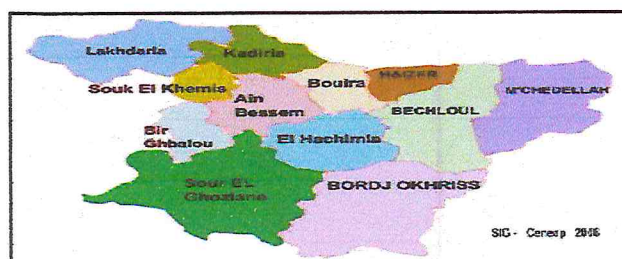 Lakhdaria
Kadiria
Souk El Khemis
Bouira
HAIZER
M'CHEDELLAH
Ain
Bessem
BECHLOUL
Bir
Ghbalou
El Hachimia
Sour EL
Ghozlane
BORDJ OKHRISS
SIG - Ceneap 2006